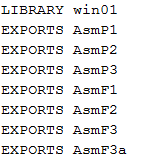 LIBRARY win01
EXPORTS AsmP1
EXPORTS AsmP2
EXPORTS AsmP3
EXPORTS AsmF1
EXPORTS AsmF2
EXPORTS AsmF3
EXPORTS AsmF3a